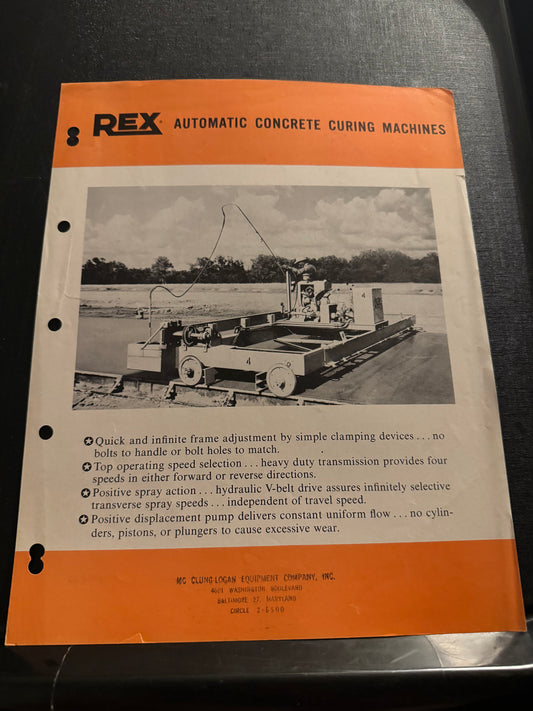 REX AUTOMATIC CONCRETE CURING MACHINES
4
4
✪ Quick and infinite frame adjustment by simple clamping devices . . . no
bolts to handle or bolt holes to match.
✪ Top operating speed selection . . . heavy duty transmission provides four
speeds in either forward or reverse directions.
✪ Positive spray action . . . hydraulic V-belt drive assures infinitely selective
transverse spray speeds . . . independent of travel speed.
✪ Positive displacement pump delivers constant uniform flow . . . no cylin-
ders, pistons, or plungers to cause excessive wear.
MC CLUNG-LOGAN EQUIPMENT COMPANY, INC.
4601 WASHINGTON BOULEVARD
BALTIMORE 27, MARYLAND
CIRCLE